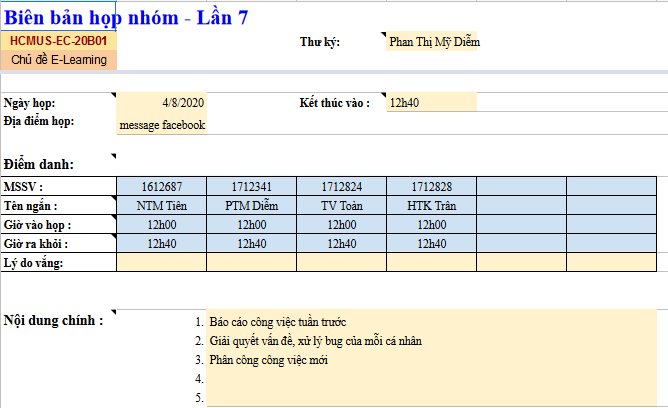 Biên bản họp nhóm - Lần 7
HCMUS-EC-20B01
Thư ký: Phan Thị Mỹ Diễm
Chủ đề E-Learning
Ngày họp: 4/8/2020 Kết thúc vào : 12h40
Địa điểm họp: message facebook
Điểm danh:
MSSV : 1612687 1712341 1712824 1712828
Tên ngắn : NTM Tiên PTM Diễm TV Toàn HTK Trân
Giờ vào họp : 12h00 12h00 12h00 12h00
Giờ ra khỏi : 12h40 12h40 12h40 12h40
Lý do vắng:
Nội dung chính :
1. Báo cáo công việc tuần trước
2. Giải quyết vấn đề, xử lý bug của mỗi cá nhân
3. Phân công công việc mới
4.
5.